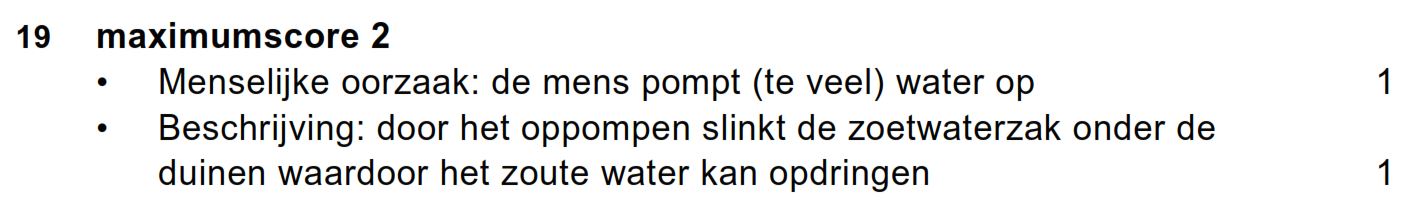 19 maximumscore 2
• Menselijke oorzaak: de mens pompt (te veel) water op 1
• Beschrijving: door het oppompen slinkt de zoetwaterzak onder de
duinen waardoor het zoute water kan opdringen 1